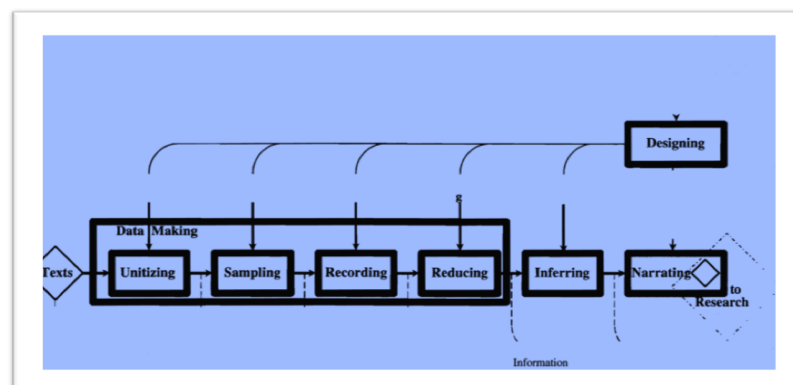 Designing
g
Data Making
Texts
Unitizing
Sampling
Recording
Reducing
Inferring
Narrating
to
Research
Information